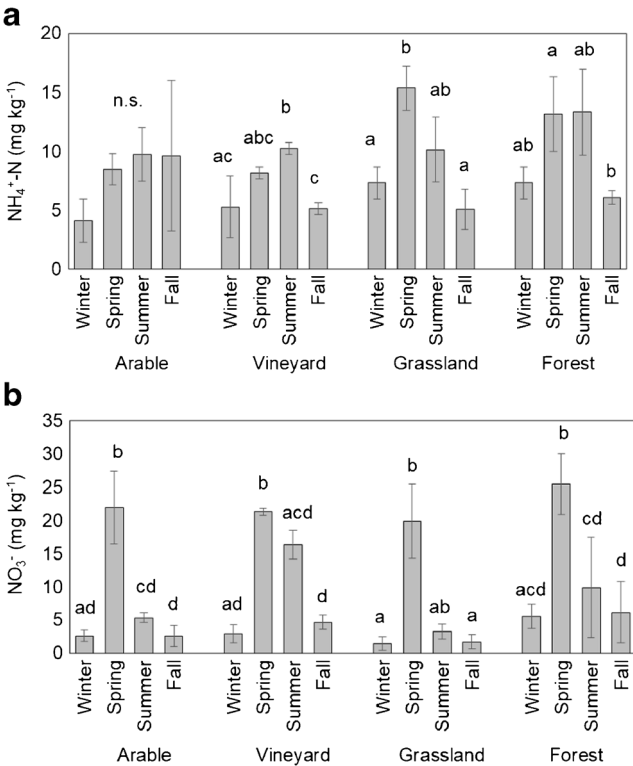 a
NH₄⁺-N (mg kg⁻¹)
20
15
10
5
0
n.s.
ac
abc
b
c
a
b
ab
a
ab
a
ab
b
Winter
Spring
Summer
Fall
Winter
Spring
Summer
Fall
Winter
Spring
Summer
Fall
Winter
Spring
Summer
Fall
Arable Vineyard Grassland Forest
b
NO₃- (mg kg⁻¹)
35
30
25
20
15
10
5
0
ad
b
cd
d
ad
b
acd
d
a
b
ab
a
acd
b
cd
d
Winter
Spring
Summer
Fall
Winter
Spring
Summer
Fall
Winter
Spring
Summer
Fall
Winter
Spring
Summer
Fall
Arable Vineyard Grassland Forest